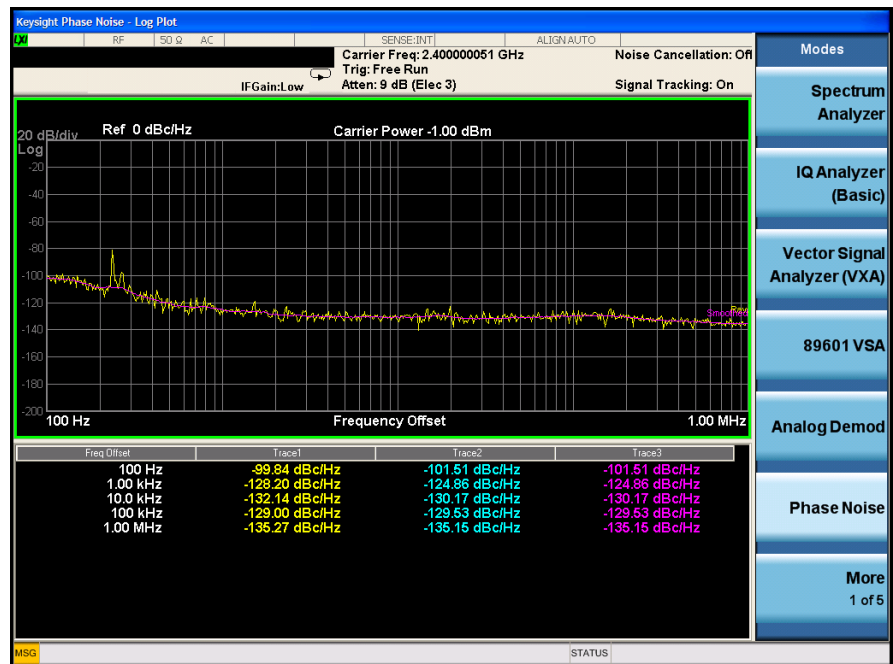 Keysight Phase Noise - Log Plot
LXI RF 50 Ω AC SENSE:INT ALIGN AUTO
Carrier Freq: 2.400000051 GHz Noise Cancellation: Off
Trig: Free Run
IFGain:Low Atten: 9 dB (Elec 3) Signal Tracking: On
20 dB/div Ref 0 dBc/Hz Carrier Power -1.00 dBm
Log
-20
-40
-60
-80
-100
-120
-140
-160
-180
-200
Smoothed
100 Hz Frequency Offset 1.00 MHz
Freq Offset Trace1 Trace2 Trace3
100 Hz -99.84 dBc/Hz -101.51 dBc/Hz -101.51 dBc/Hz
1.00 kHz -128.20 dBc/Hz -124.86 dBc/Hz -124.86 dBc/Hz
10.0 kHz -132.14 dBc/Hz -130.17 dBc/Hz -130.17 dBc/Hz
100 kHz -129.00 dBc/Hz -129.53 dBc/Hz -129.53 dBc/Hz
1.00 MHz -135.27 dBc/Hz -135.15 dBc/Hz -135.15 dBc/Hz
MSG STATUS
Modes
Spectrum
Analyzer
IQ Analyzer
(Basic)
Vector Signal
Analyzer (VXA)
89601 VSA
Analog Demod
Phase Noise
More
1 of 5